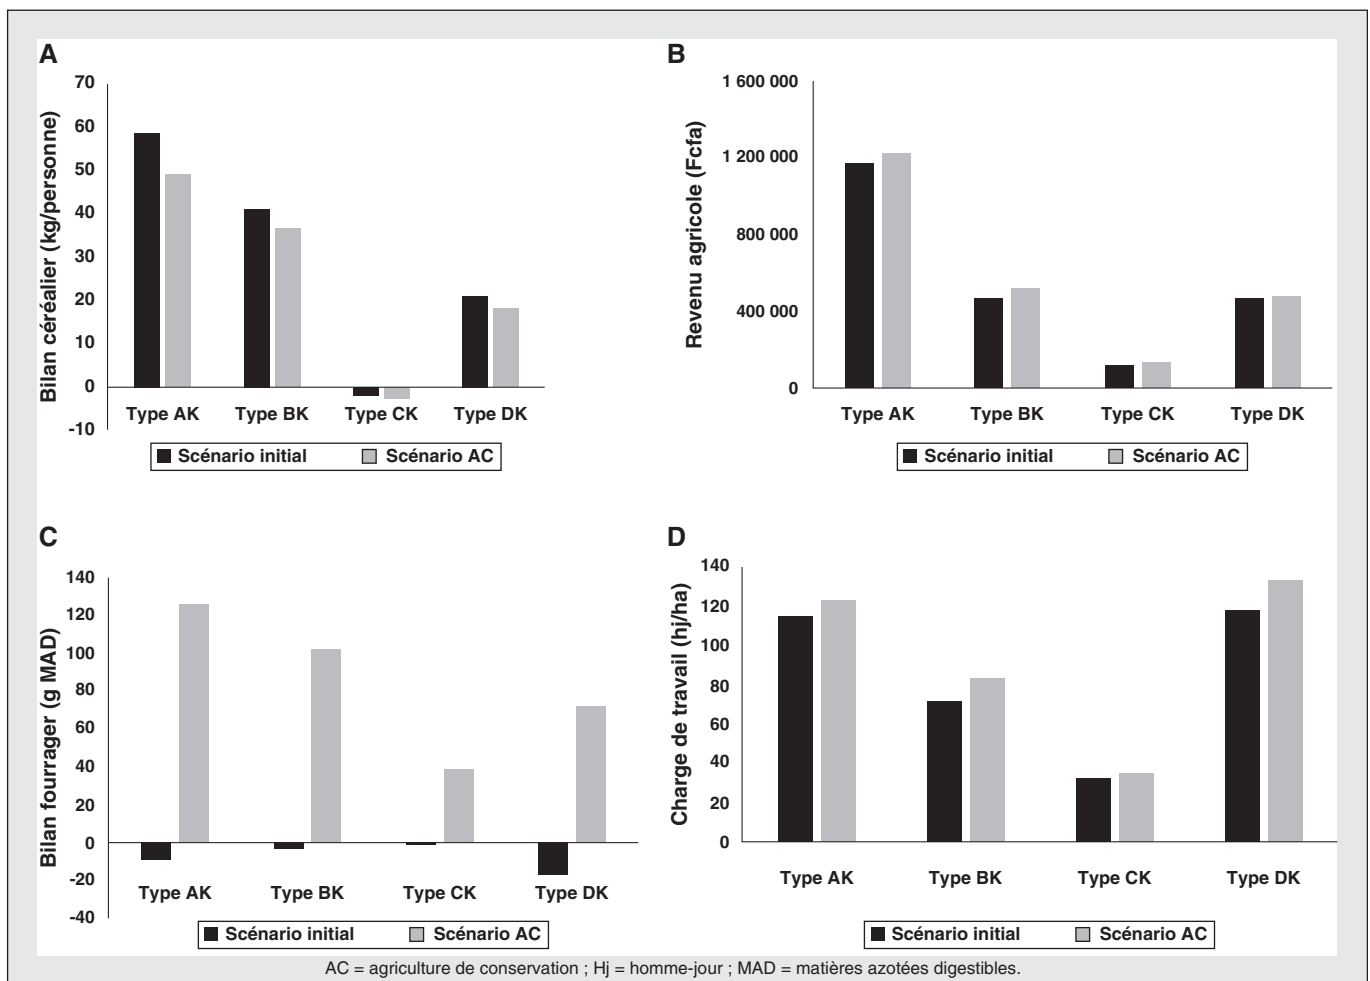 A
Bilan céréalier (kg/personne)
70
60
50
40
30
20
10
0
-10
Type AK Type BK Type CK Type DK
Scénario initial Scénario AC
B
Revenu agricole (Fcfa)
1 600 000
1 200 000
800 000
400 000
0
Type AK Type BK Type CK Type DK
Scénario initial Scénario AC
C
Bilan fourrager (g MAD)
140
120
100
80
60
40
20
0
-20
-40
Type AK Type BK Type CK Type DK
Scénario initial Scénario AC
D
Charge de travail (hj/ha)
140
120
100
80
60
40
20
0
Type AK Type BK Type CK Type DK
Scénario initial Scénario AC
AC = agriculture de conservation ; Hj = homme-jour ; MAD = matières azotées digestibles.